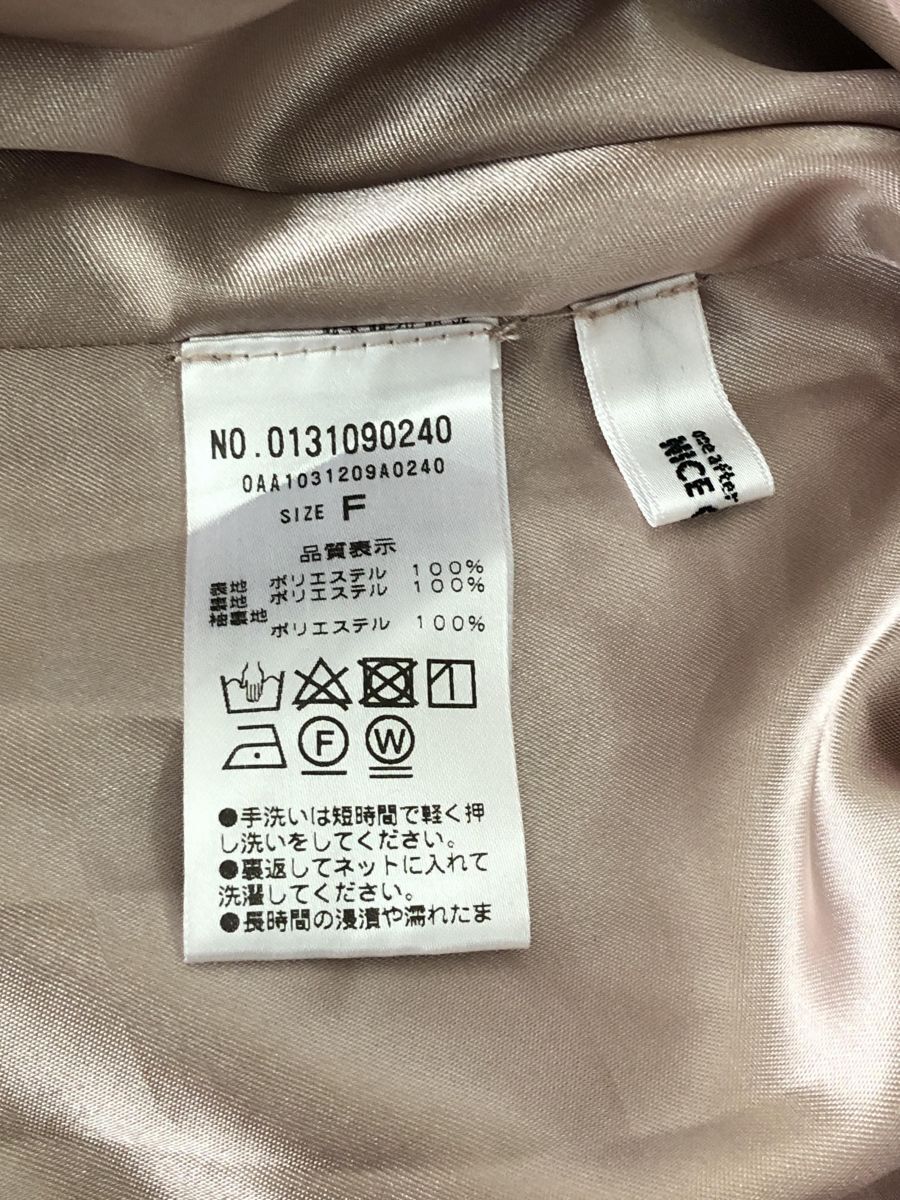 NO.0131090240
0AA1031209A0240
SIZE F
品質表示
ポリエステル 100%
裏地 ポリエステル 100%
袖裏地 ポリエステル 100%
F
W
●手洗いは短時間で軽く押
し洗いをしてください。
●裏返してネットに入れて
洗濯してください。
●長時間の浸漬や濡れたま
one after
NICE